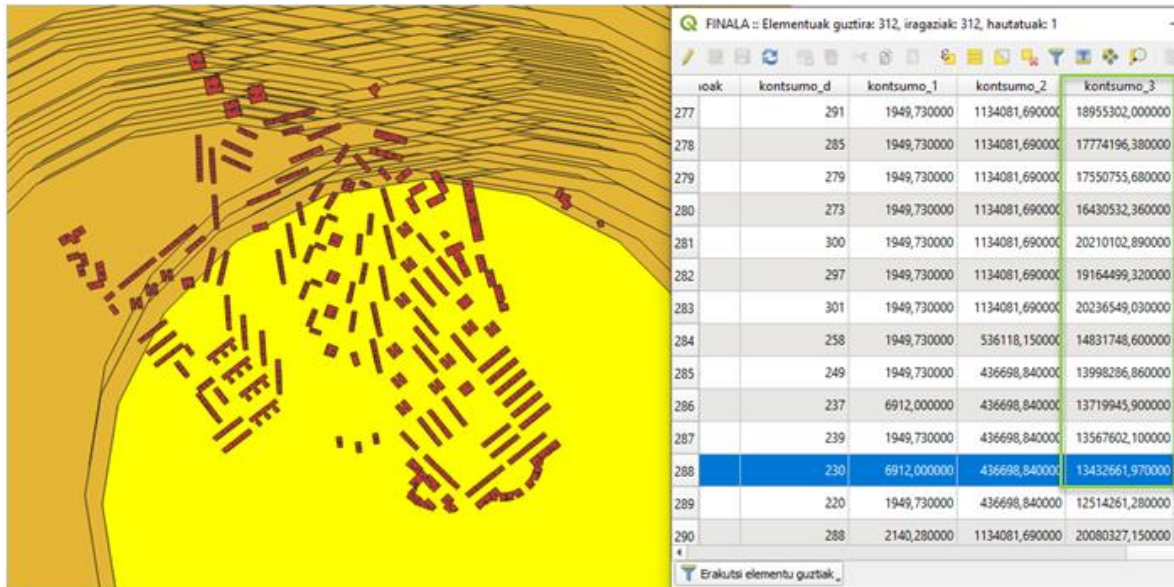 FINALA :: Elementuak guztira: 312, iragaziak: 312, hautatuak: 1
ıoak kontsumo_d kontsumo_1 kontsumo_2 kontsumo_3
277 291 1949,730000 1134081,690000 18955302,000000
278 285 1949,730000 1134081,690000 17774196,380000
279 279 1949,730000 1134081,690000 17550755,680000
280 273 1949,730000 1134081,690000 16430532,360000
281 300 1949,730000 1134081,690000 20210102,890000
282 297 1949,730000 1134081,690000 19164499,320000
283 301 1949,730000 1134081,690000 20236549,030000
284 258 1949,730000 536118,150000 14831748,600000
285 249 1949,730000 436698,840000 13998286,860000
286 237 6912,000000 436698,840000 13719945,900000
287 239 1949,730000 436698,840000 13567602,100000
288 230 6912,000000 436698,840000 13432661,970000
289 220 1949,730000 436698,840000 12514261,280000
290 288 2140,280000 1134081,690000 20080327,150000
Erakutsi elementu guztiak